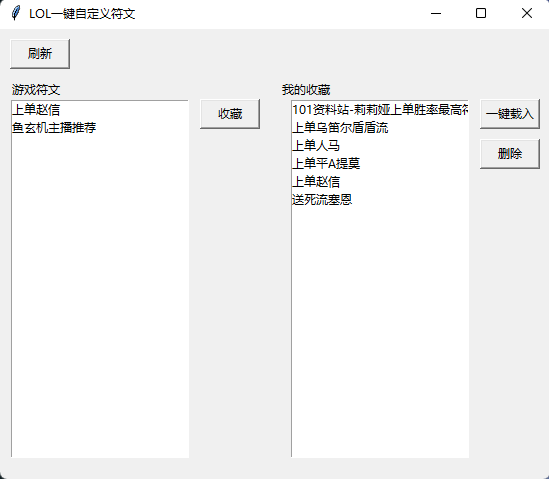 LOL一键自定义符文
刷新
游戏符文
我的收藏
上单赵信
鱼玄机主播推荐
收藏
101资料站-莉莉娅上单胜率最高符
上单乌笛尔盾盾流
上单人马
上单平A提莫
上单赵信
送死流塞恩
一键载入
删除